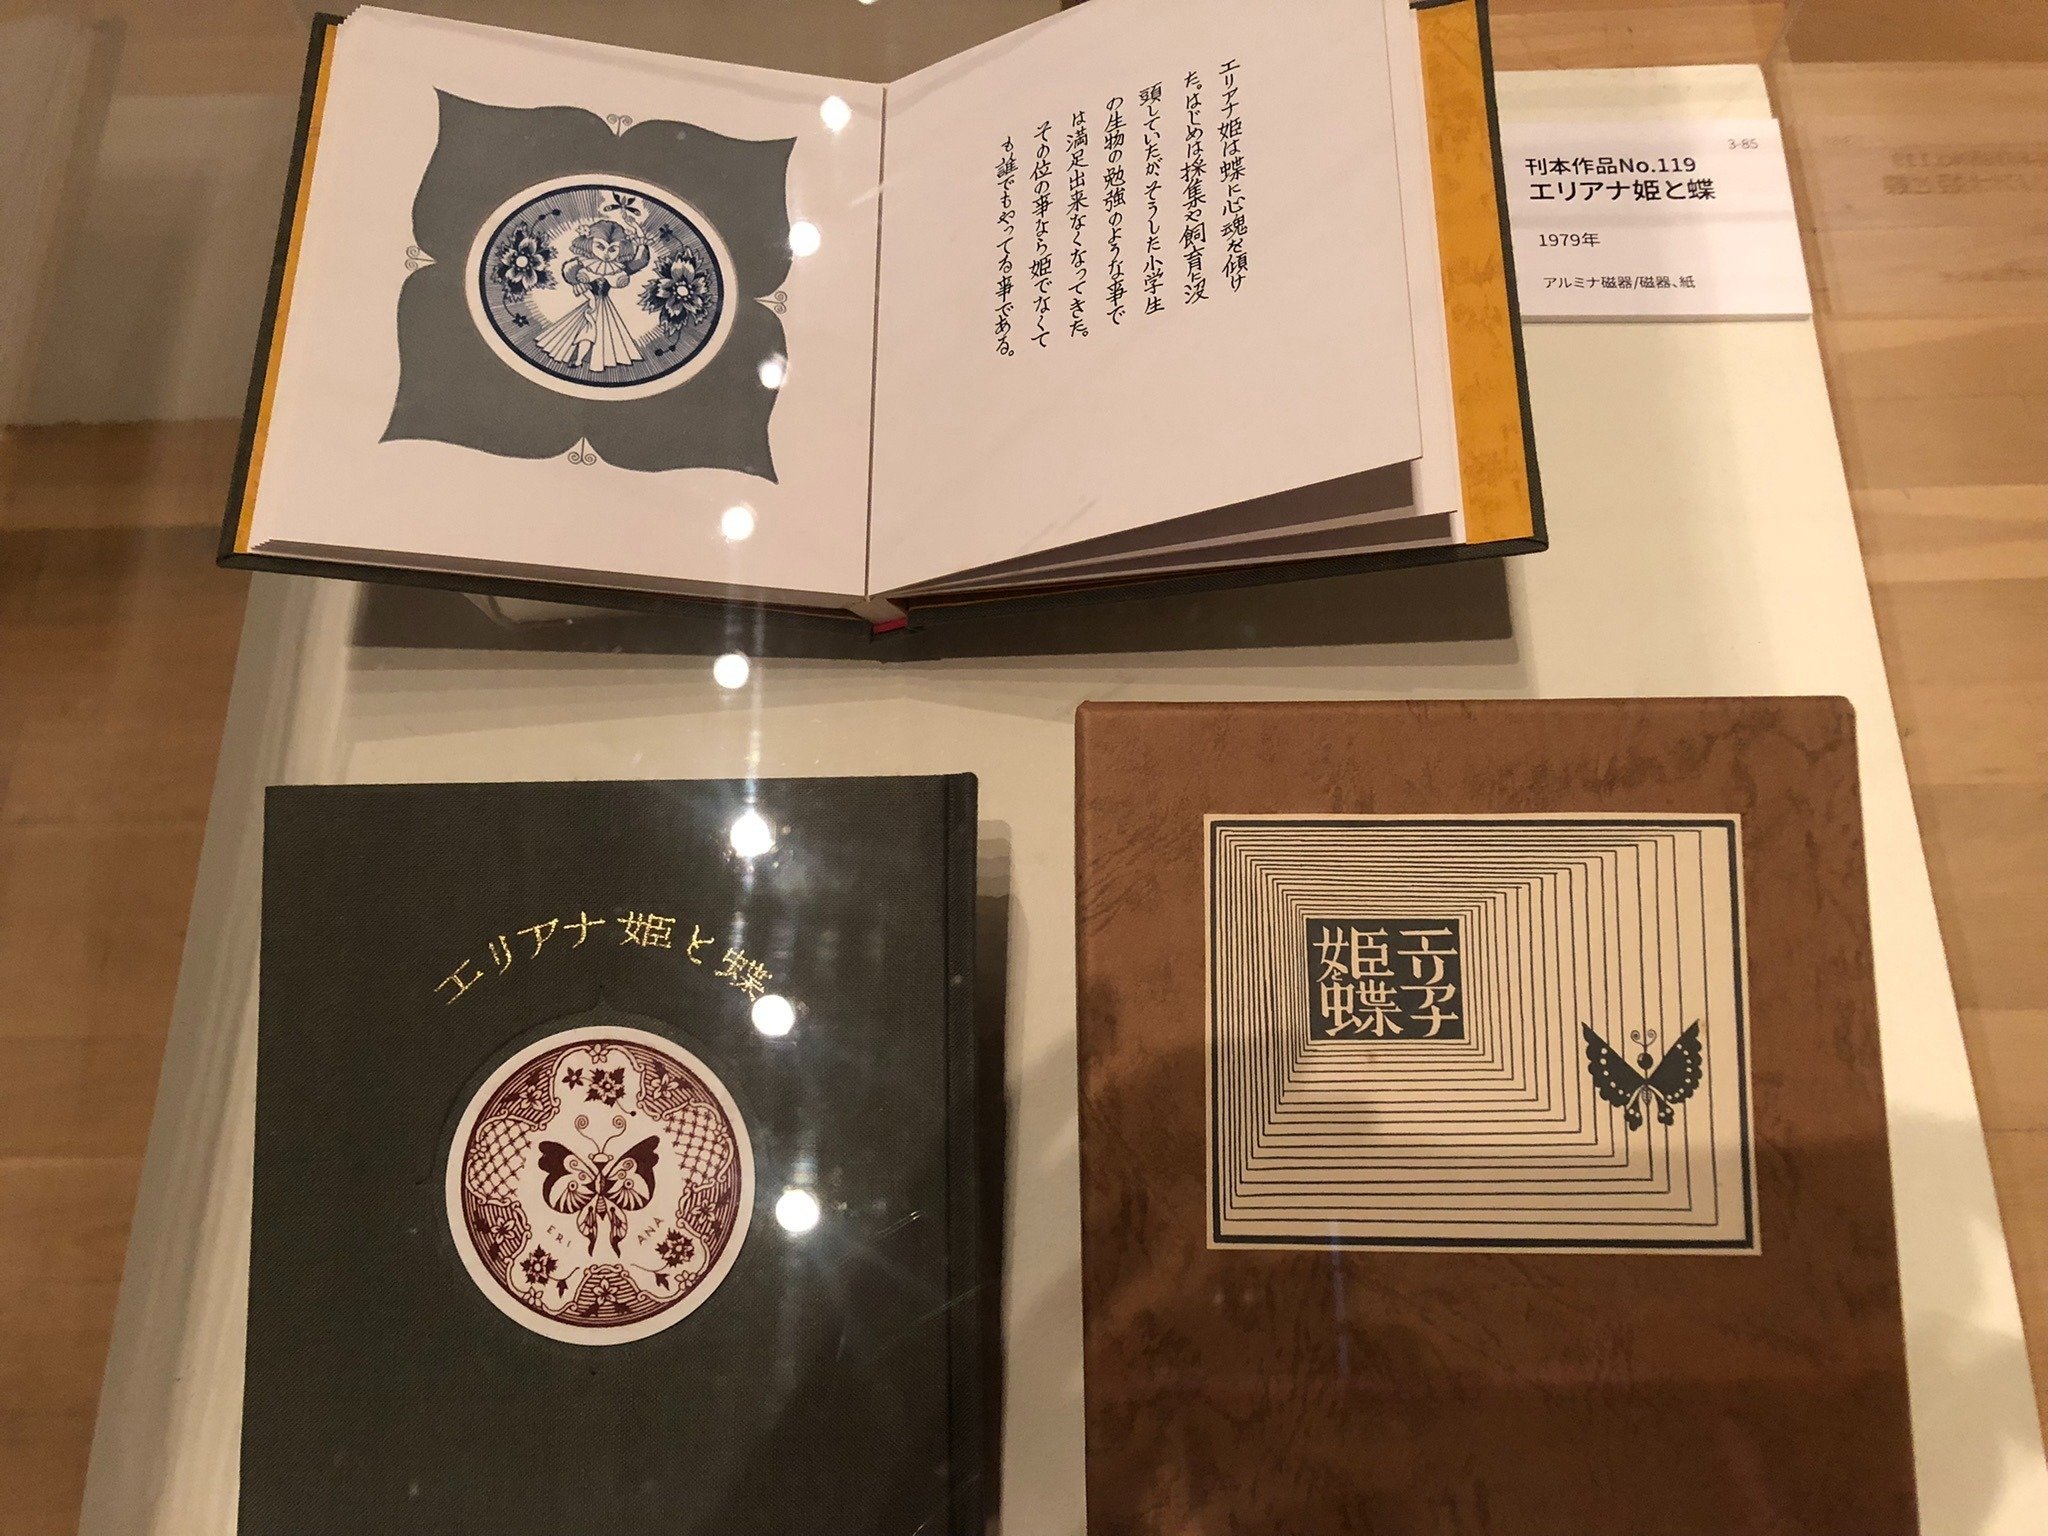 エリアナ姫は蝶に心魂を傾け
た。はじめは採集や飼育に没
頭していたが、そうした小学生
の生物の勉強のような事で
は満足出来なくなってきた。
その位の事なら姫でなくて
も誰でもやってる事である。
3-85
刊本作品No.119
エリアナ姫と蝶
1979年
アルミナ磁器/磁器、紙
エリアナ姫と蝶
ERI ANA
エリアナ
姫と蝶